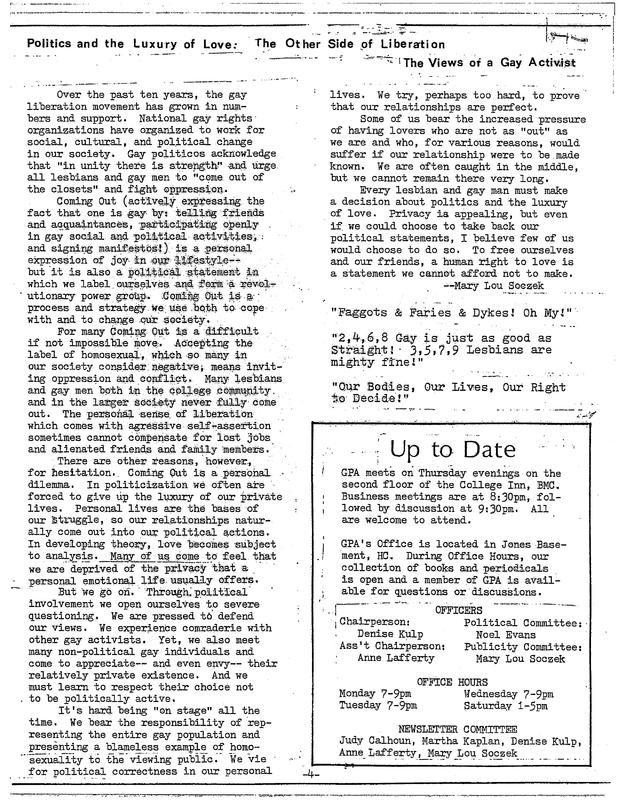 Politics and the Luxury of Love: The Other Side of Liberation
The Views of a Gay Activist
Over the past ten years, the gay
liberation movement has grown in num-
bers and support. National gay rights
organizations have organized to work for
social, cultural, and political change
in our society. Gay politicos acknowledge
that "in unity there is strength" and urge
all lesbians and gay men to "come out of
the closets" and fight oppression.
Coming Out (actively expressing the
fact that one is gay by: telling friends
and aqquaintances, participating openly
in gay social and political activities,
and signing manifestos!) is a personal
expression of joy in our lifestyle--
but it is also a political statement in
which we label ourselves and form a revol-
utionary power group. Coming Out is a
process and strategy we use both to cope
with and to change our society.
For many Coming Out is a difficult
if not impossible move. Accepting the
label of homosexual, which so many in
our society consider negative, means invit-
ing oppression and conflict. Many lesbians
and gay men both in the college community
and in the larger society never fully come
out. The personal sense of liberation
which comes with agressive self-assertion
sometimes cannot compensate for lost jobs
and alienated friends and family members.
There are other reasons, however,
for hesitation. Coming Out is a personal
dilemma. In politicization we often are
forced to give up the luxury of our private
lives. Personal lives are the bases of
our struggle, so our relationships natur-
ally come out into our political actions.
In developing theory, love becomes subject
to analysis. Many of us come to feel that
we are deprived of the privacy that a
personal emotional life usually offers.
But we go on. Through political
involvement we open ourselves to severe
questioning. We are pressed to defend
our views. We experience comraderie with
other gay activists. Yet, we also meet
many non-political gay individuals and
come to appreciate-- and even envy-- their
relatively private existence. And we
must learn to respect their choice not
to be politically active.
It's hard being "on stage" all the
time. We bear the responsibility of rep-
resenting the entire gay population and
presenting a blameless example of homo-
sexuality to the viewing public. We vie
for political correctness in our personal
lives. We try, perhaps too hard, to prove
that our relationships are perfect.
Some of us bear the increased pressure
of having lovers who are not as "out" as
we are and who, for various reasons, would
suffer if our relationship were to be made
known. We are often caught in the middle,
but we cannot remain there very long.
Every lesbian and gay man must make
a decision about politics and the luxury
of love. Privacy is appealing, but even
if we could choose to take back our
political statements, I believe few of us
would choose to do so. To free ourselves
and our friends, a human right to love is
a statement we cannot afford not to make.
--Mary Lou Soczek
"Faggots & Faries & Dykes! Oh My!"
"2,4,6,8 Gay is just as good as
Straight! 3,5,7,9 Lesbians are
mighty fine!"
"Our Bodies, Our Lives, Our Right
to Decide!"
Up to Date
GPA meets on Thursday evenings on the
second floor of the College Inn, BMC.
Business meetings are at 8:30pm, fol-
lowed by discussion at 9:30pm. All
are welcome to attend.
GPA's Office is located in Jones Base-
ment, HC. During Office Hours, our
collection of books and periodicals
is open and a member of GPA is avail-
able for questions or discussions.
OFFICERS
Chairperson: Political Committee:
Denise Kulp Noel Evans
Ass't Chairperson: Publicity Committee:
Anne Lafferty Mary Lou Soczek
OFFICE HOURS
Monday 7-9pm Wednesday 7-9pm
Tuesday 7-9pm Saturday 1-5pm
NEWSLETTER COMMITTEE
Judy Calhoun, Martha Kaplan, Denise Kulp,
Anne Lafferty, Mary Lou Soczek
-4-